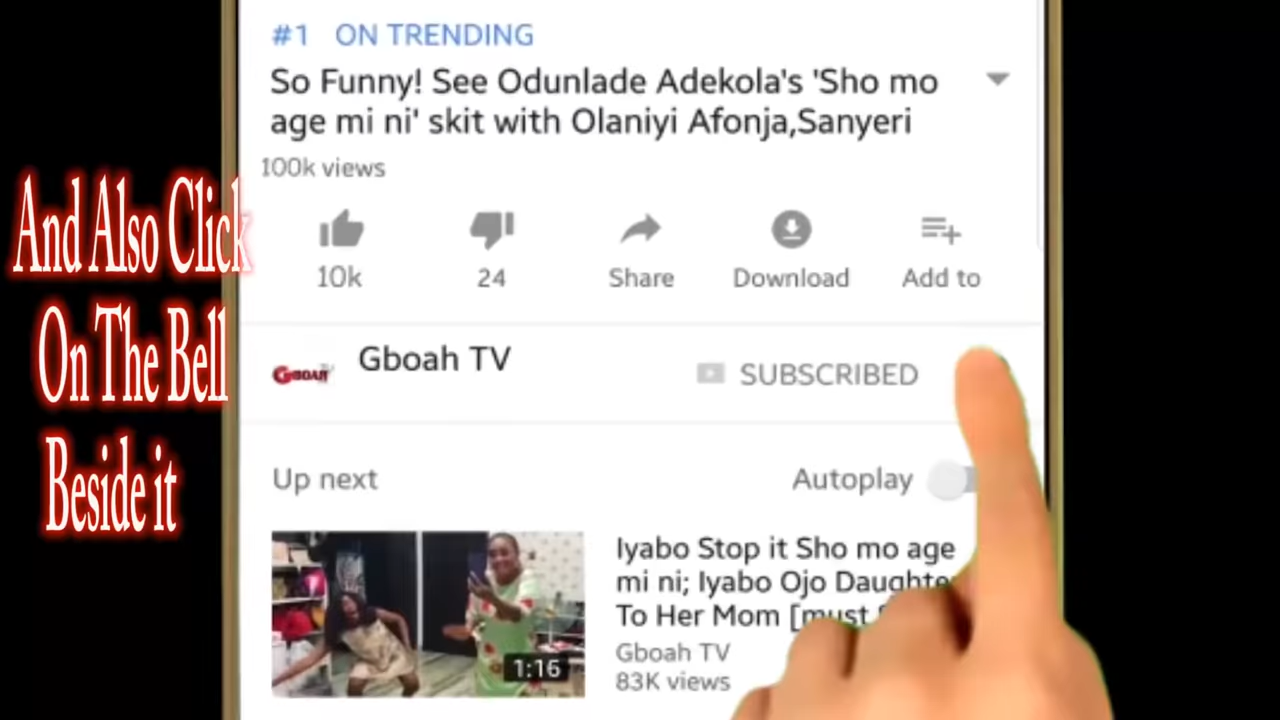 #1 ON TRENDING
So Funny! See Odunlade Adekola's 'Sho mo
age mi ni' skit with Olaniyi Afonja,Sanyeri
100k views
10k
24
Share
Download
Add to
And Also Click
On The Bell
Beside it
GBOAH TV
Gboah TV
SUBSCRIBED
Up next
Autoplay
1:16
Iyabo Stop it Sho mo age
mi ni; Iyabo Ojo Daughter
To Her Mom [must
Gboah TV
83K views